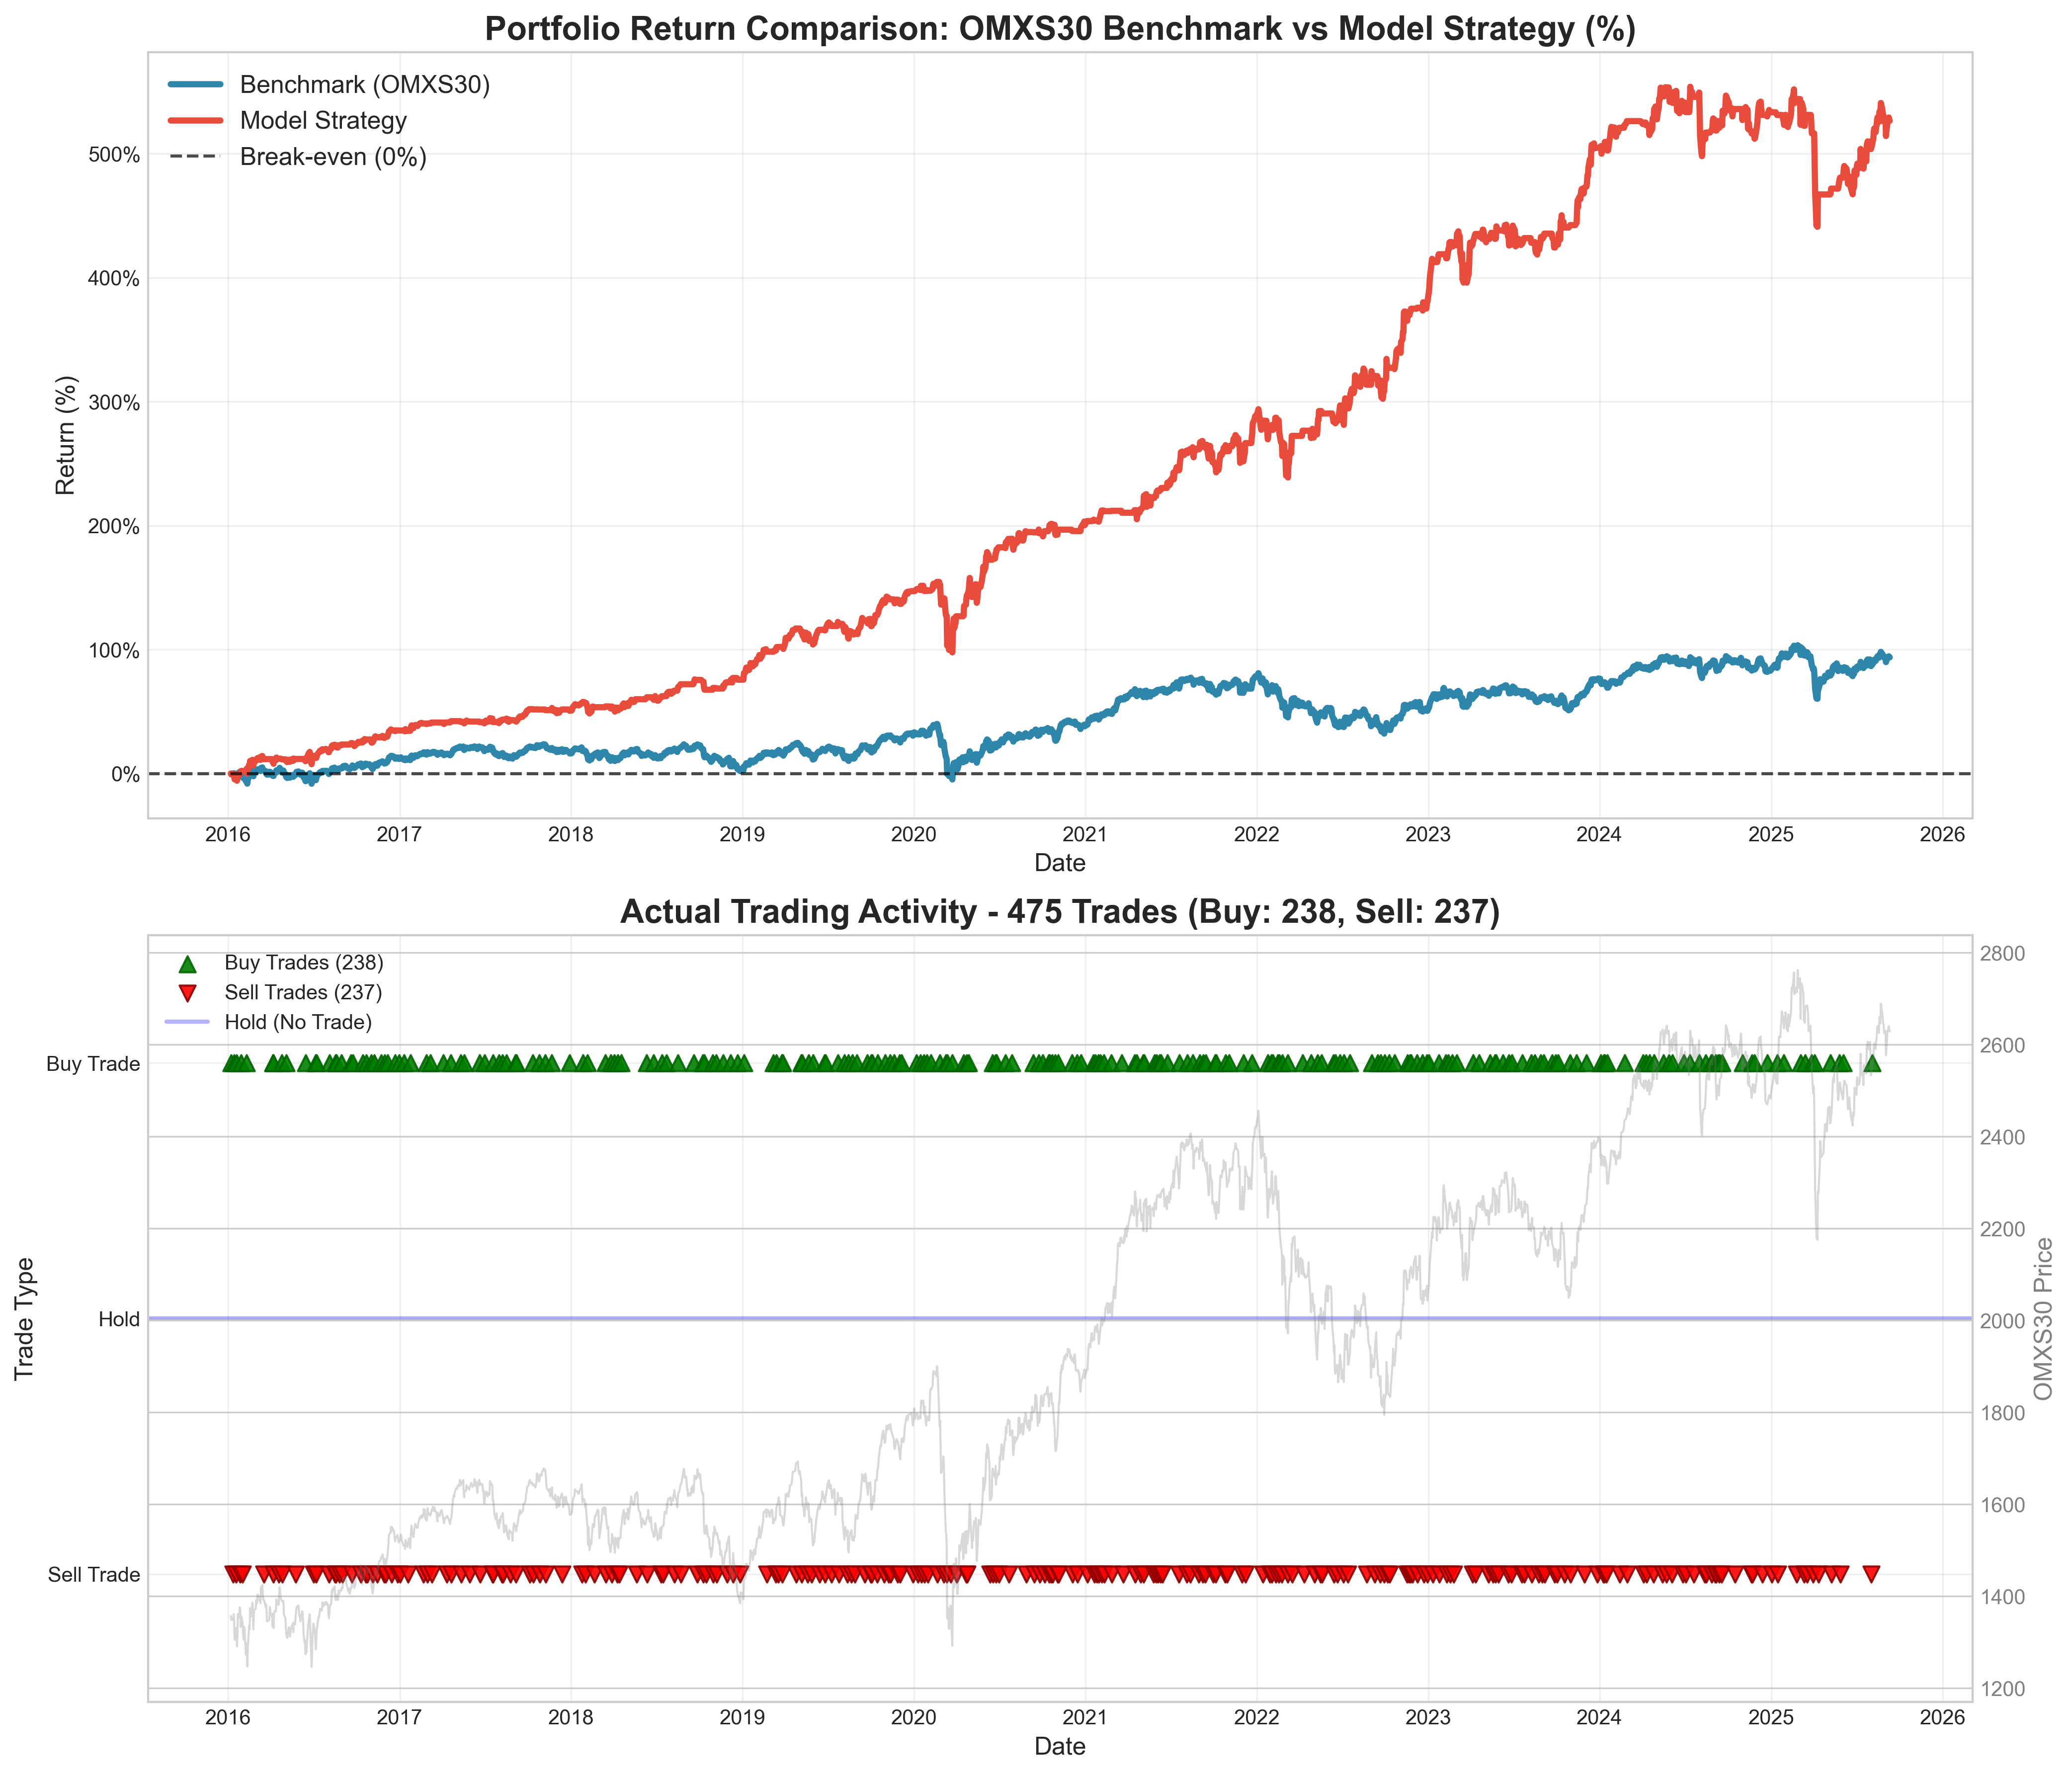 Portfolio Return Comparison: OMXS30 Benchmark vs Model Strategy (%)
Benchmark (OMXS30)
Model Strategy
Break-even (0%)
500%
400%
300%
200%
100%
0%
Return (%)
2016 2017 2018 2019 2020 2021 2022 2023 2024 2025 2026
Date
Actual Trading Activity - 475 Trades (Buy: 238, Sell: 237)
Buy Trades (238)
Sell Trades (237)
Hold (No Trade)
Buy Trade
Hold
Sell Trade
Trade Type
2800
2600
2400
2200
2000
1800
1600
1400
1200
OMXS30 Price
2016 2017 2018 2019 2020 2021 2022 2023 2024 2025 2026
Date